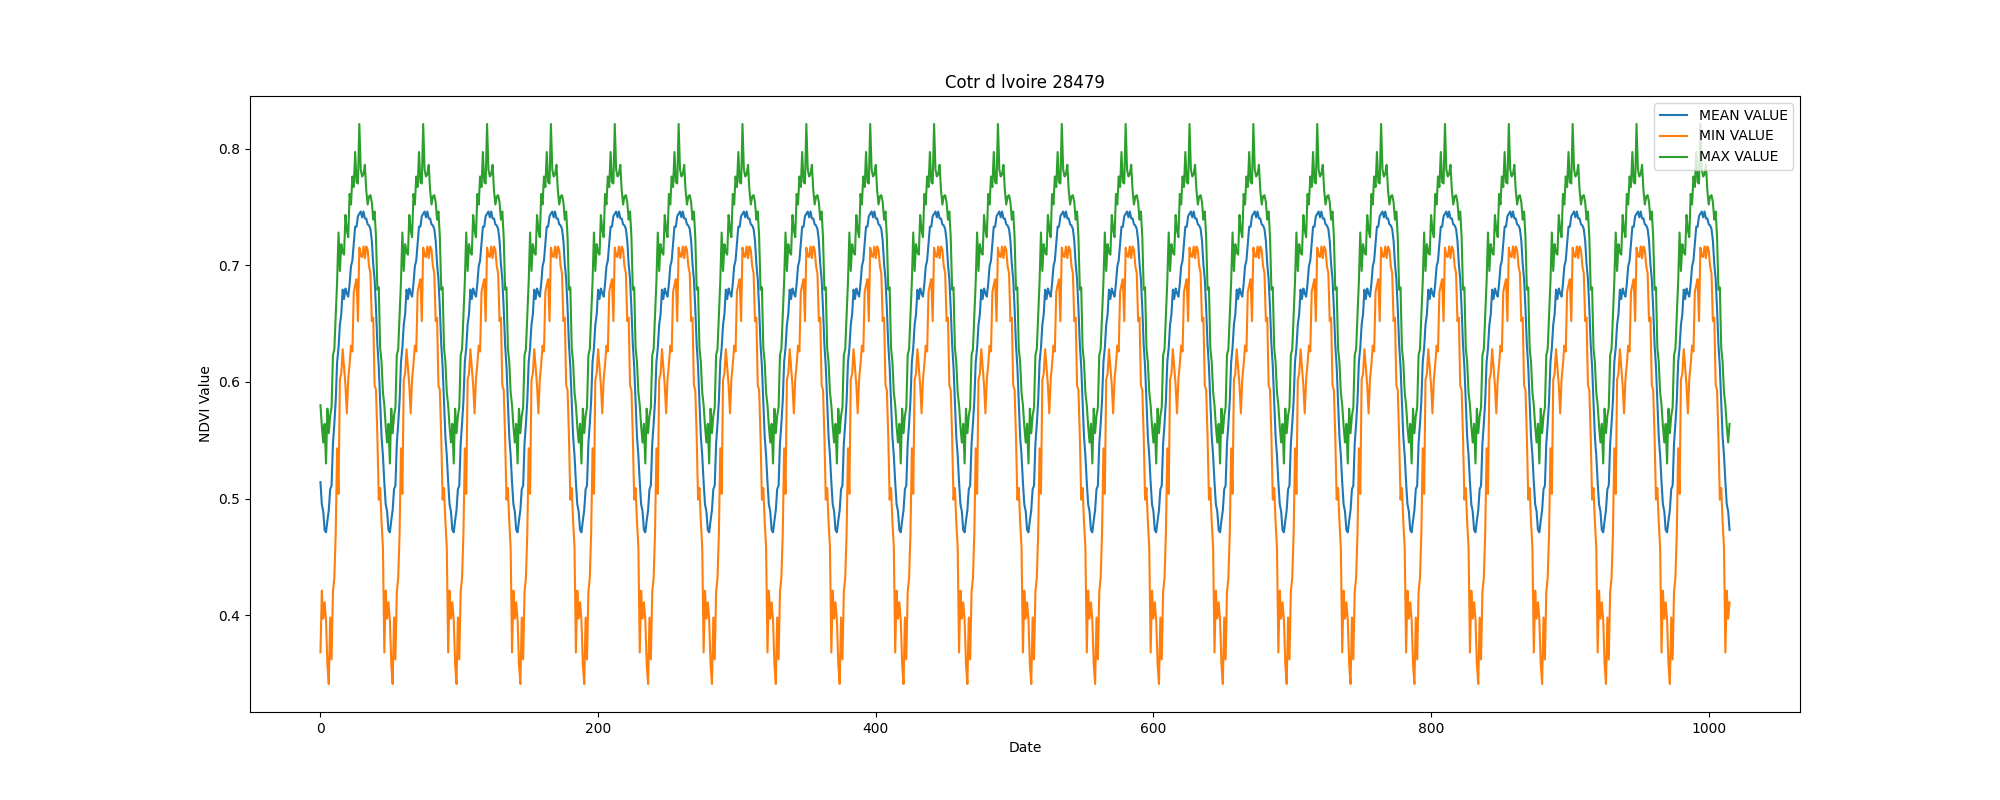 Cotr d lvoire 28479
MEAN VALUE
MIN VALUE
MAX VALUE
NDVI Value
0.8
0.7
0.6
0.5
0.4
0 200 400 600 800 1000
Date